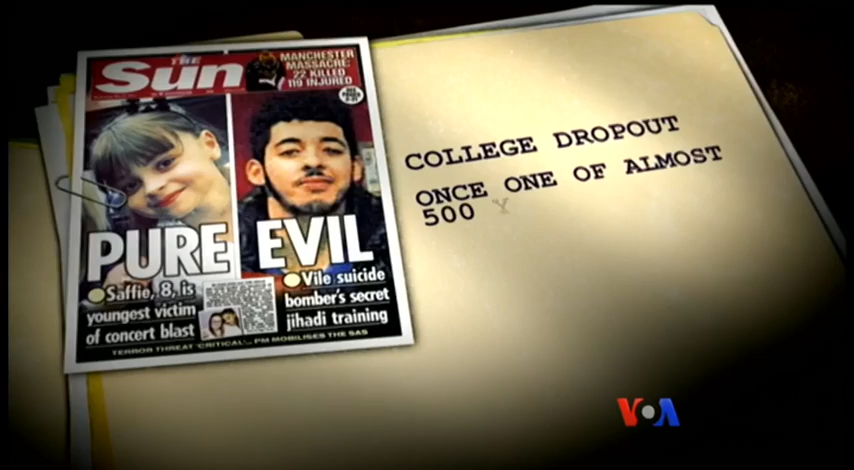 THE
Sun
MANCHESTER
MASSACRE:
22 KILLED
119 INJURED
PURE EVIL
Saffie, 8, is
youngest victim
of concert blast
Vile suicide
bomber's secret
jihadi training
TERROR THREAT 'CRITICAL'... PM MOBILISES THE SAS
COLLEGE DROPOUT
ONCE ONE OF ALMOST
500 Y
VOA